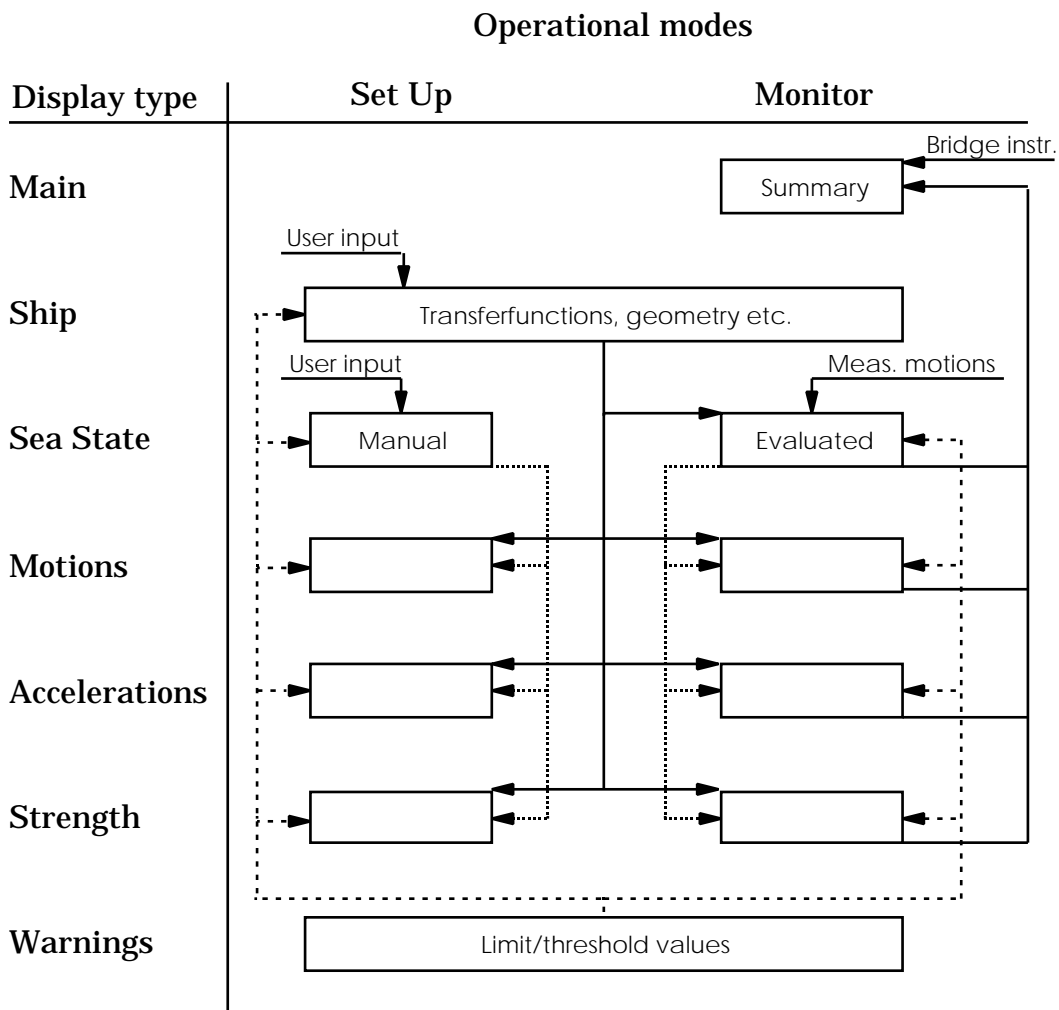 Operational modes
Display type
Set Up
Monitor
Bridge instr.
Main
Summary
User input
Ship
Transferfunctions, geometry etc.
User input
Meas. motions
Sea State
Manual
Evaluated
Motions
Accelerations
Strength
Warnings
Limit/threshold values